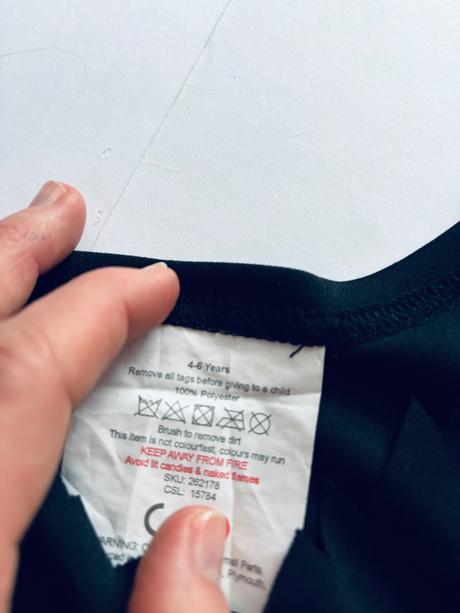 4-6 Years
Remove all tags before giving to a child
100% Polyester
Brush to remove dirt
This item is not colourfast, colours may run
KEEP AWAY FROM FIRE
Avoid lit candles & naked flames
SKU: 262178
CSL: 15784
Parts.
Plymouth,